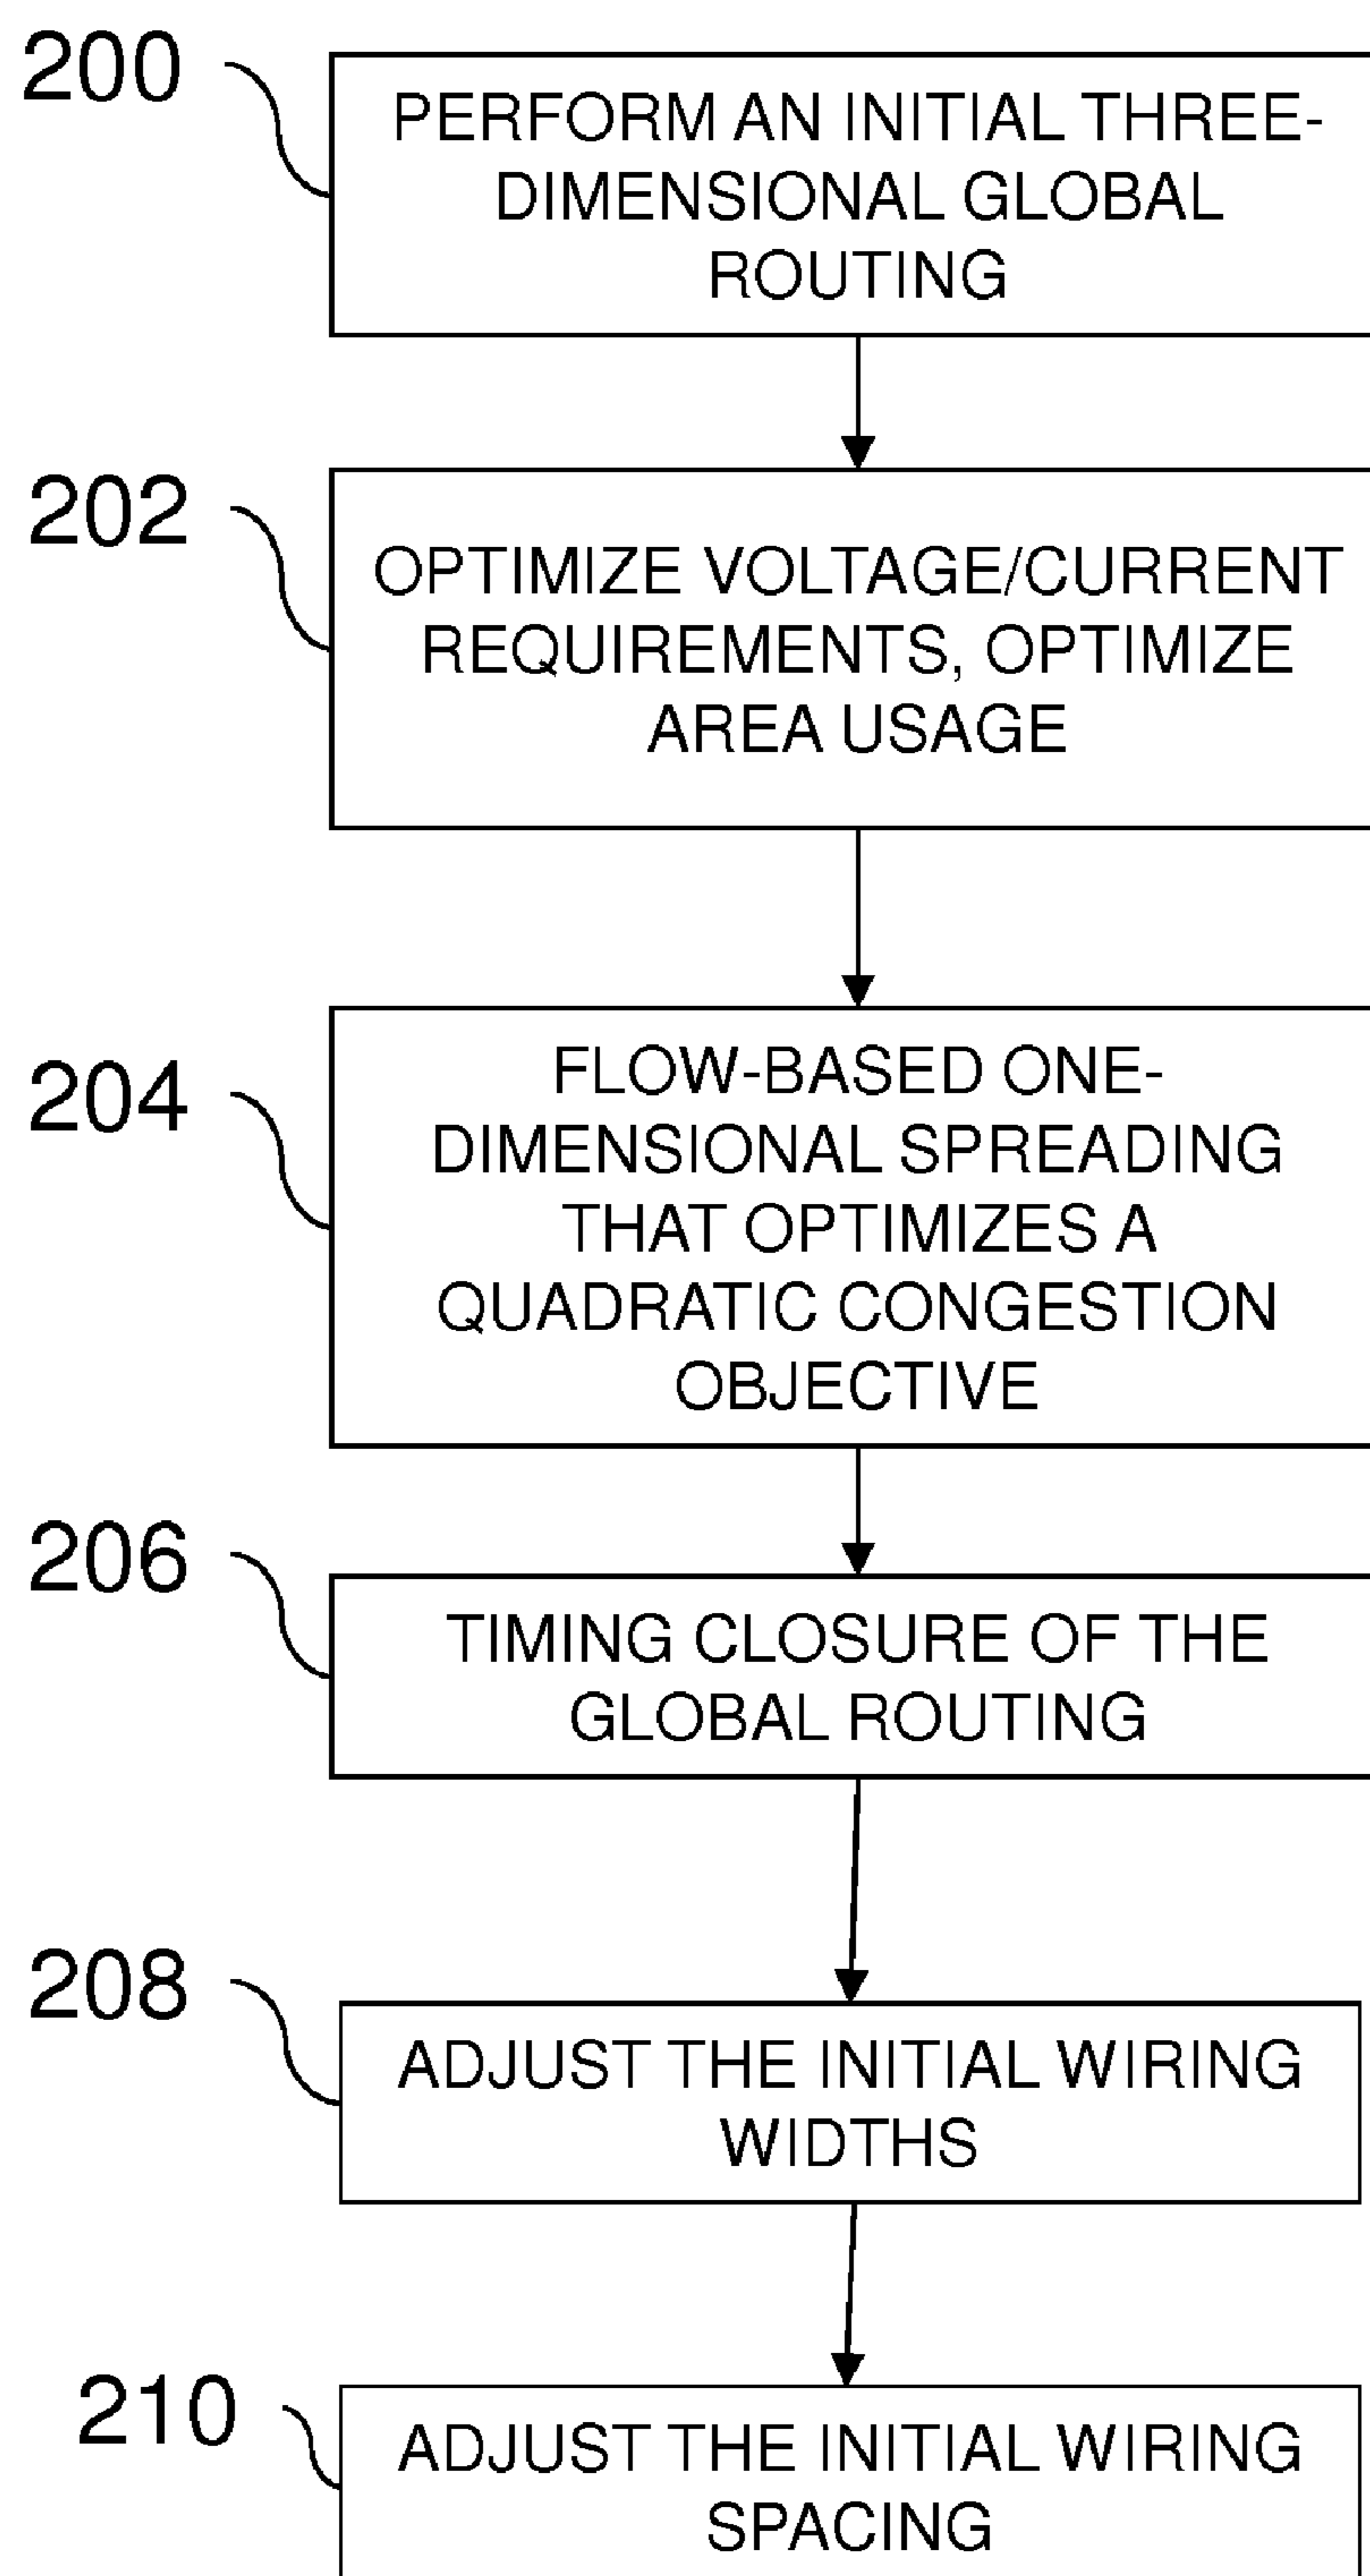 200
PERFORM AN INITIAL THREE-
DIMENSIONAL GLOBAL
ROUTING
202
OPTIMIZE VOLTAGE/CURRENT
REQUIREMENTS, OPTIMIZE
AREA USAGE
204
FLOW-BASED ONE-
DIMENSIONAL SPREADING
THAT OPTIMIZES A
QUADRATIC CONGESTION
OBJECTIVE
206
TIMING CLOSURE OF THE
GLOBAL ROUTING
208
ADJUST THE INITIAL WIRING
WIDTHS
210
ADJUST THE INITIAL WIRING
SPACING